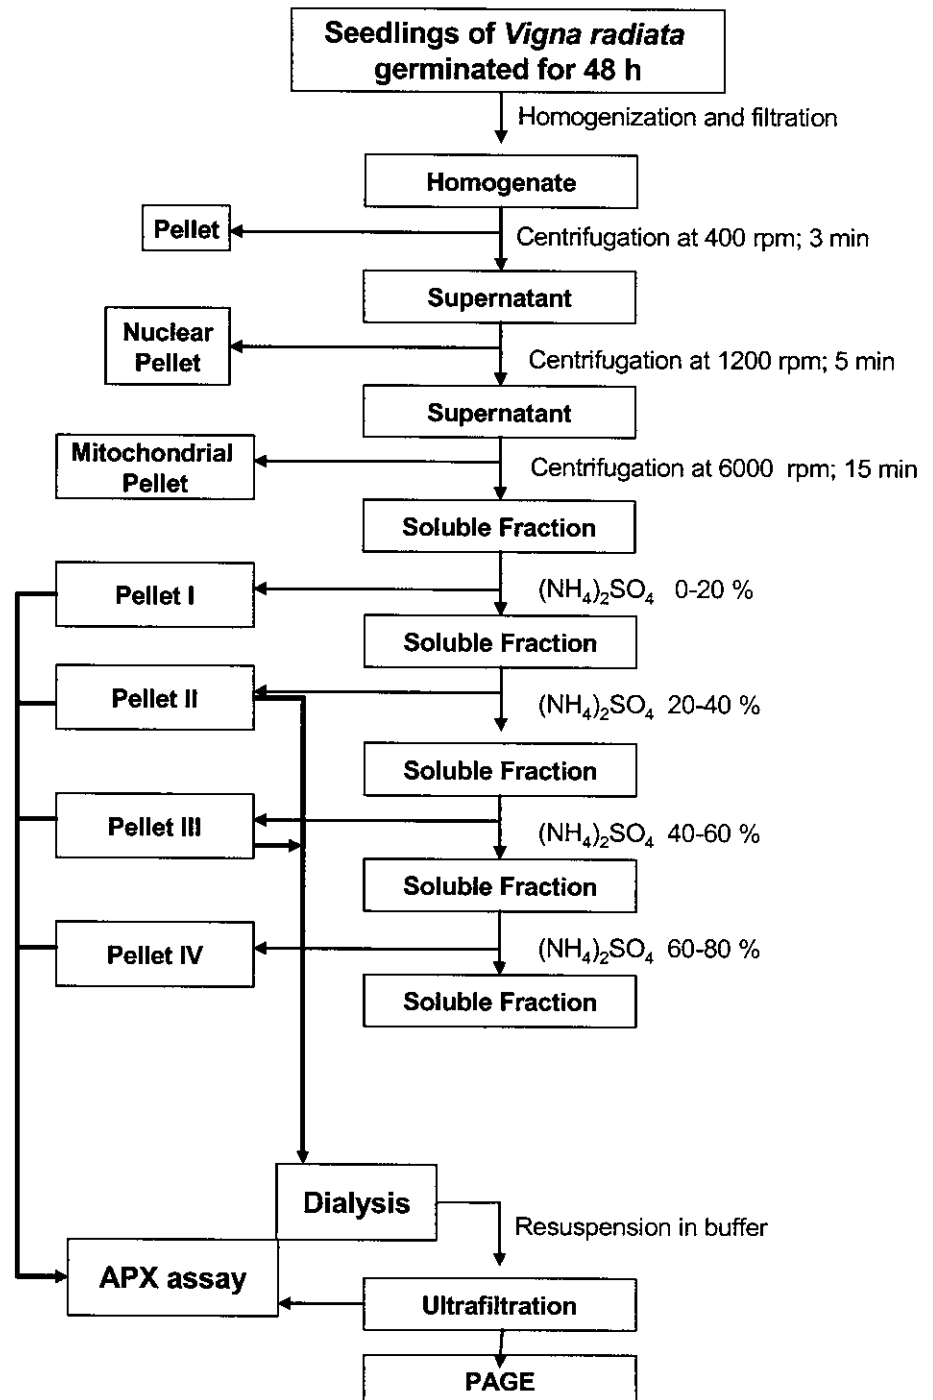 Seedlings of Vigna radiata
germinated for 48 h
Homogenization and filtration
Homogenate
Pellet
Centrifugation at 400 rpm; 3 min
Supernatant
Nuclear
Pellet
Centrifugation at 1200 rpm; 5 min
Supernatant
Mitochondrial
Pellet
Centrifugation at 6000 rpm; 15 min
Soluble Fraction
Pellet I
(NH₄)₂SO₄ 0-20 %
Soluble Fraction
Pellet II
(NH₄)₂SO₄ 20-40 %
Soluble Fraction
Pellet III
(NH₄)₂SO₄ 40-60 %
Soluble Fraction
Pellet IV
(NH₄)₂SO₄ 60-80 %
Soluble Fraction
Dialysis
Resuspension in buffer
APX assay
Ultrafiltration
PAGE